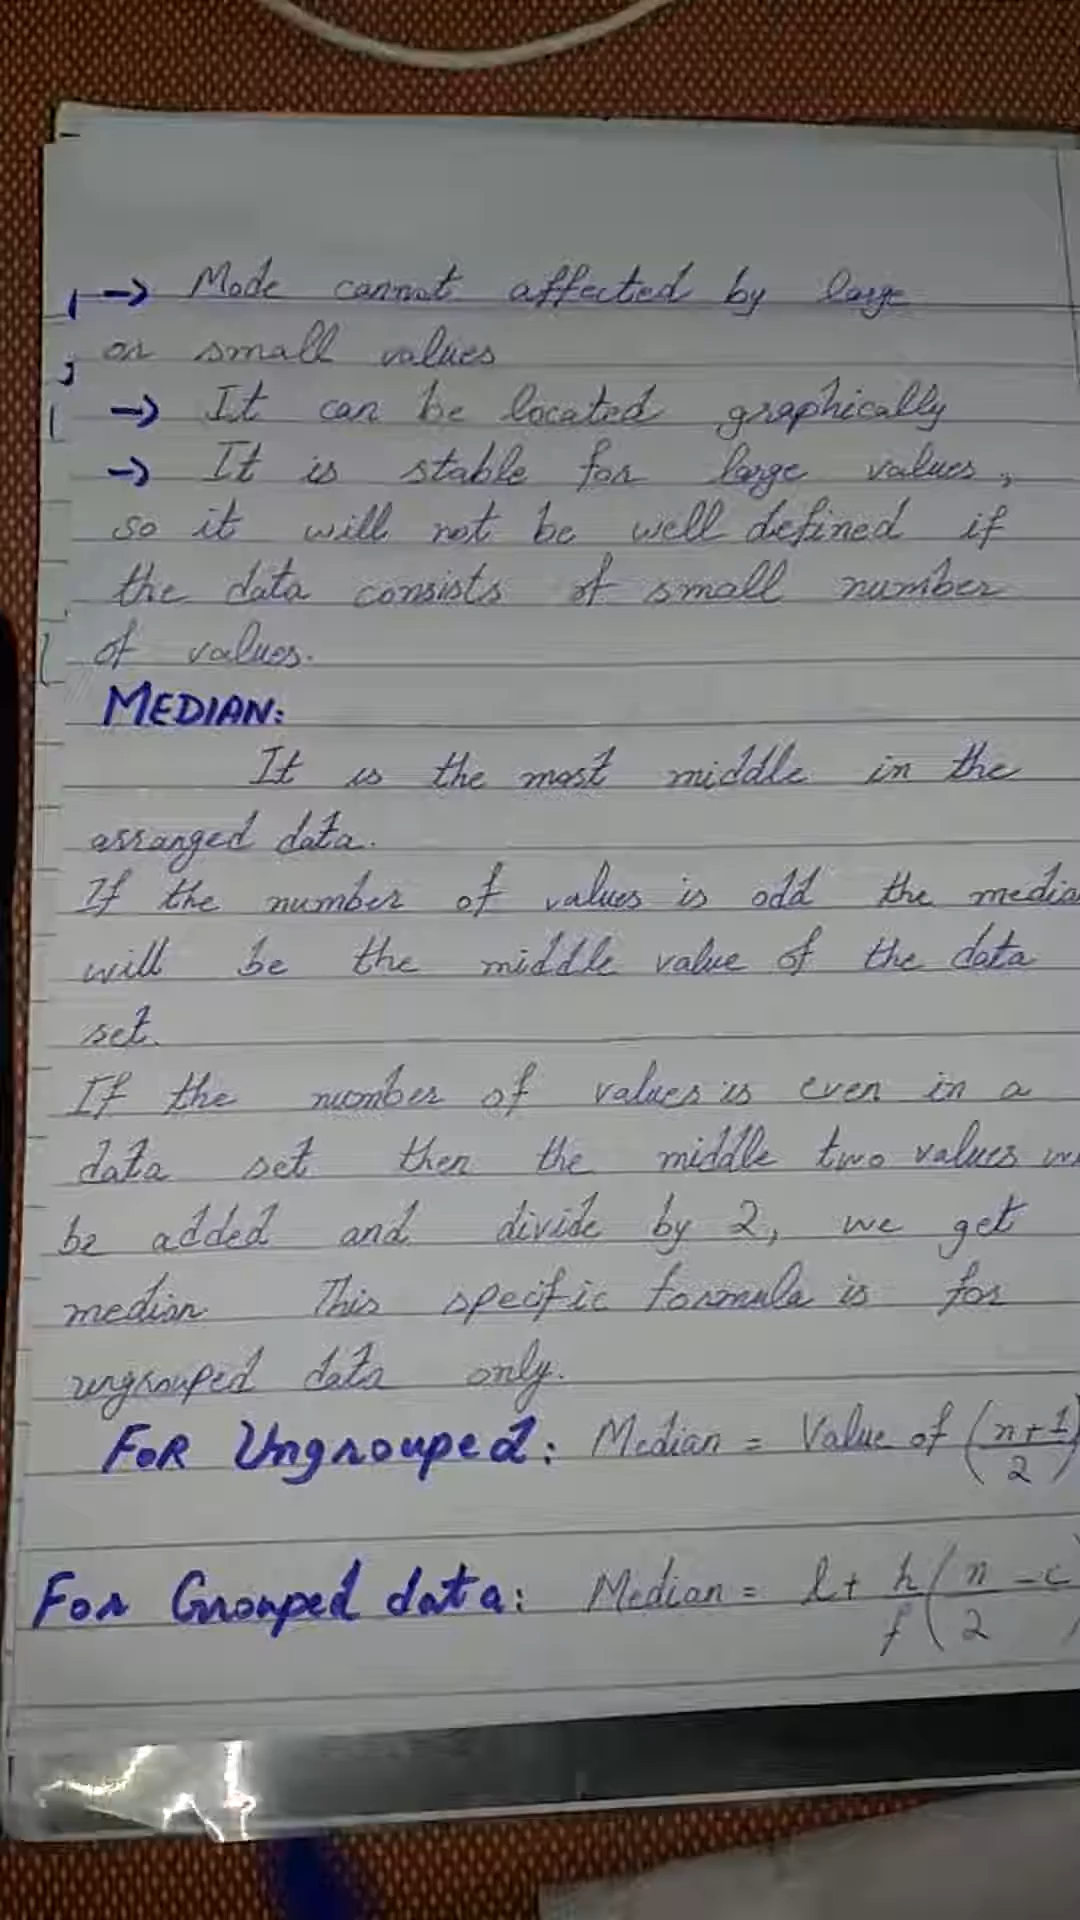 → Mode cannot affected by large
or small values
→ It can be located graphically
→ It is stable for large values,
so it will not be well defined if
the data consists of small number
of values.
MEDIAN:
It is the most middle in the
arranged data.
If the number of values is odd the media
will be the middle value of the data
set.
If the number of values is even in a
data set then the middle two values
be added and divide by 2, we get
median. This specific formula is for
ungrouped data only.
FOR Ungrouped: Median = Value of (n+1/2)
For Grouped data: Median = l + h/f (n/2 - c)